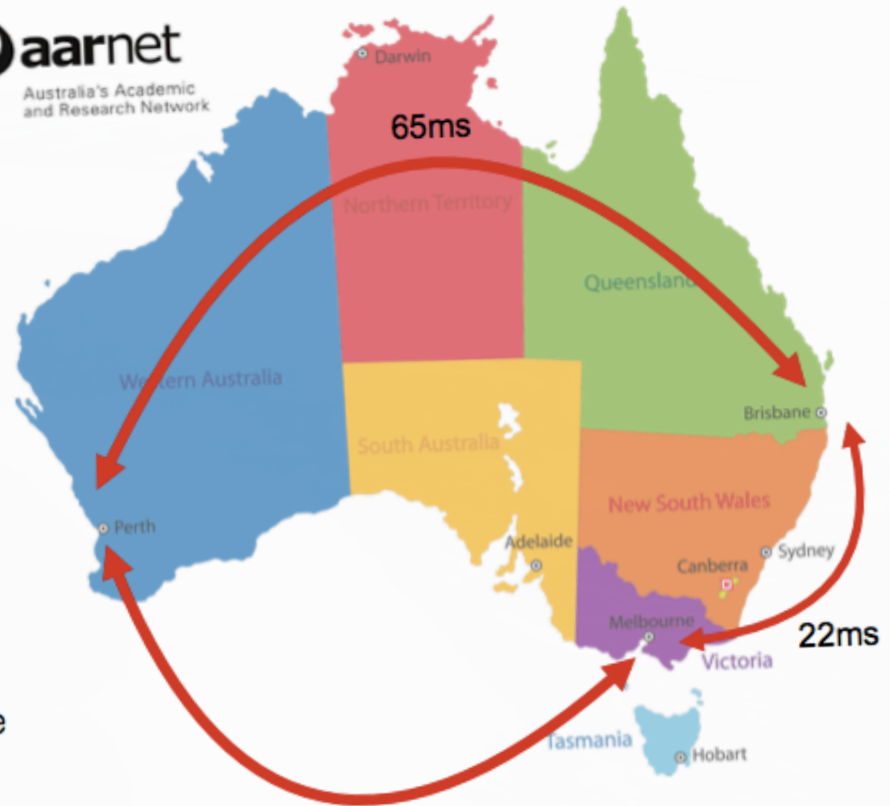 aarnet
Australia's Academic
and Research Network
Darwin
65ms
Northern Territory
Queensland
Western Australia
Brisbane
South Australia
New South Wales
Perth
Adelaide
Sydney
Canberra
Melbourne
22ms
Victoria
e
Tasmania
Hobart